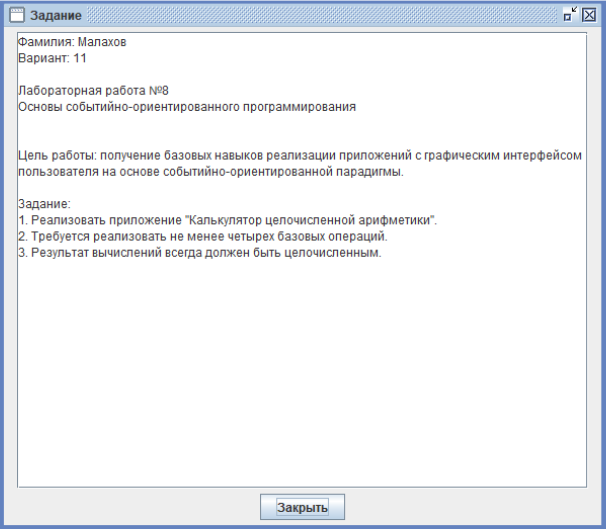 Задание
Фамилия: Малахов
Вариант: 11
Лабораторная работа №8
Основы событийно-ориентированного программирования
Цель работы: получение базовых навыков реализации приложений с графическим интерфейсом
пользователя на основе событийно-ориентированной парадигмы.
Задание:
1. Реализовать приложение "Калькулятор целочисленной арифметики".
2. Требуется реализовать не менее четырех базовых операций.
3. Результат вычислений всегда должен быть целочисленным.
Закрыть